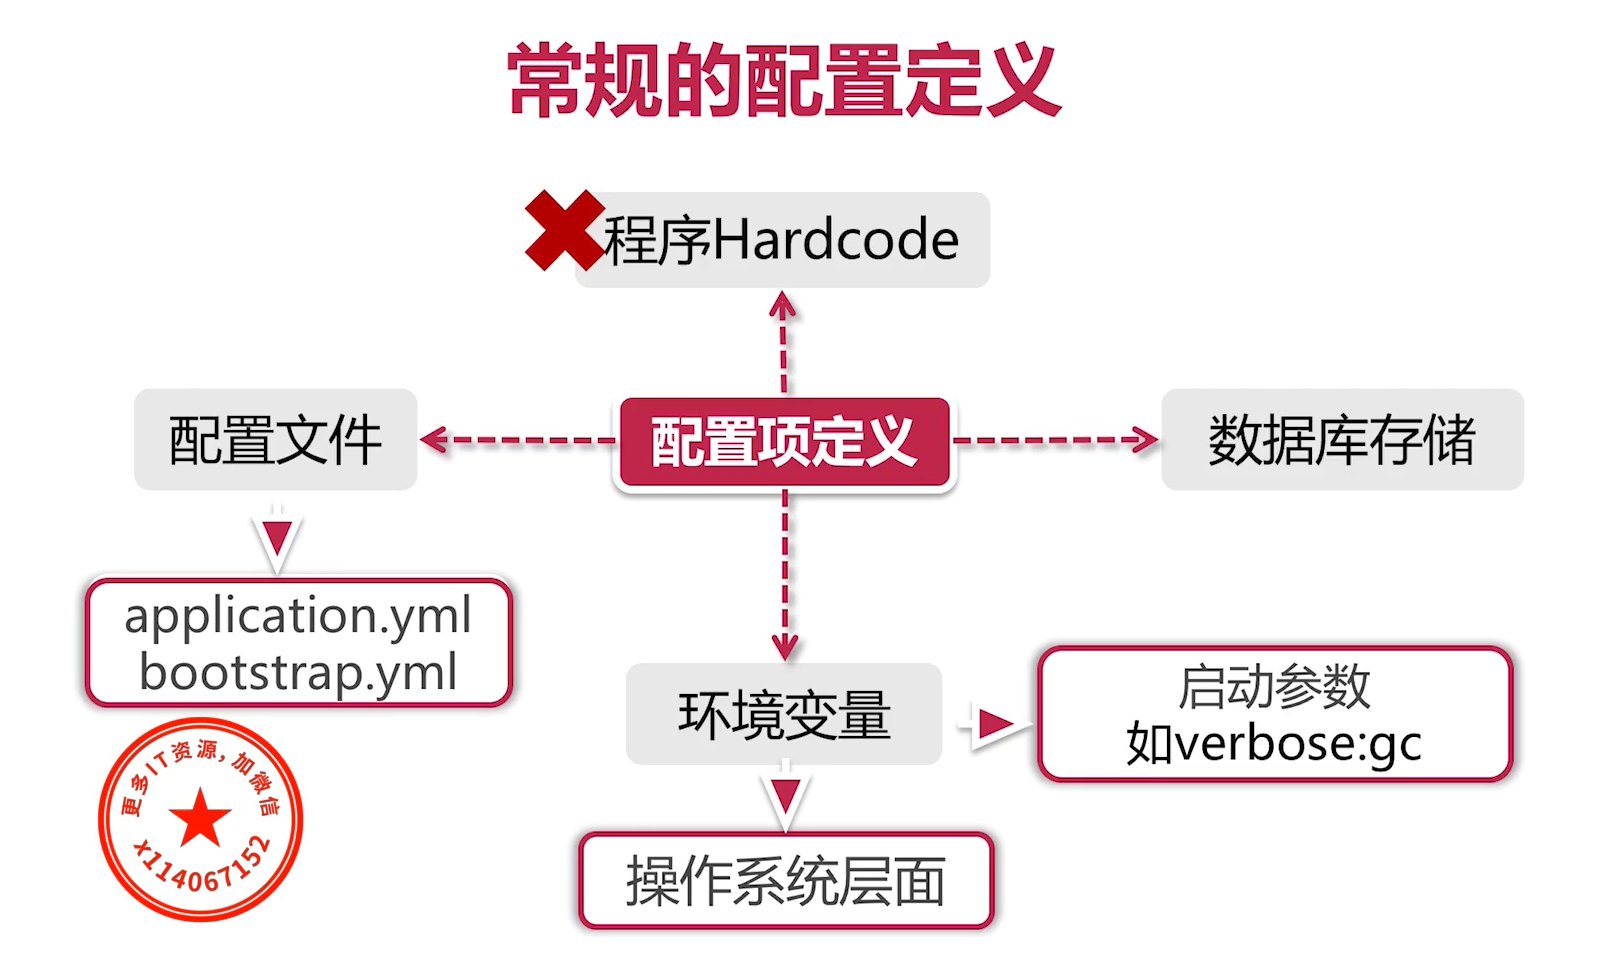 常规的配置定义
程序Hardcode
配置文件
配置项定义
数据库存储
application.yml
bootstrap.yml
环境变量
启动参数
如verbose:gc
操作系统层面
更多IT资源，加微信
x114067152